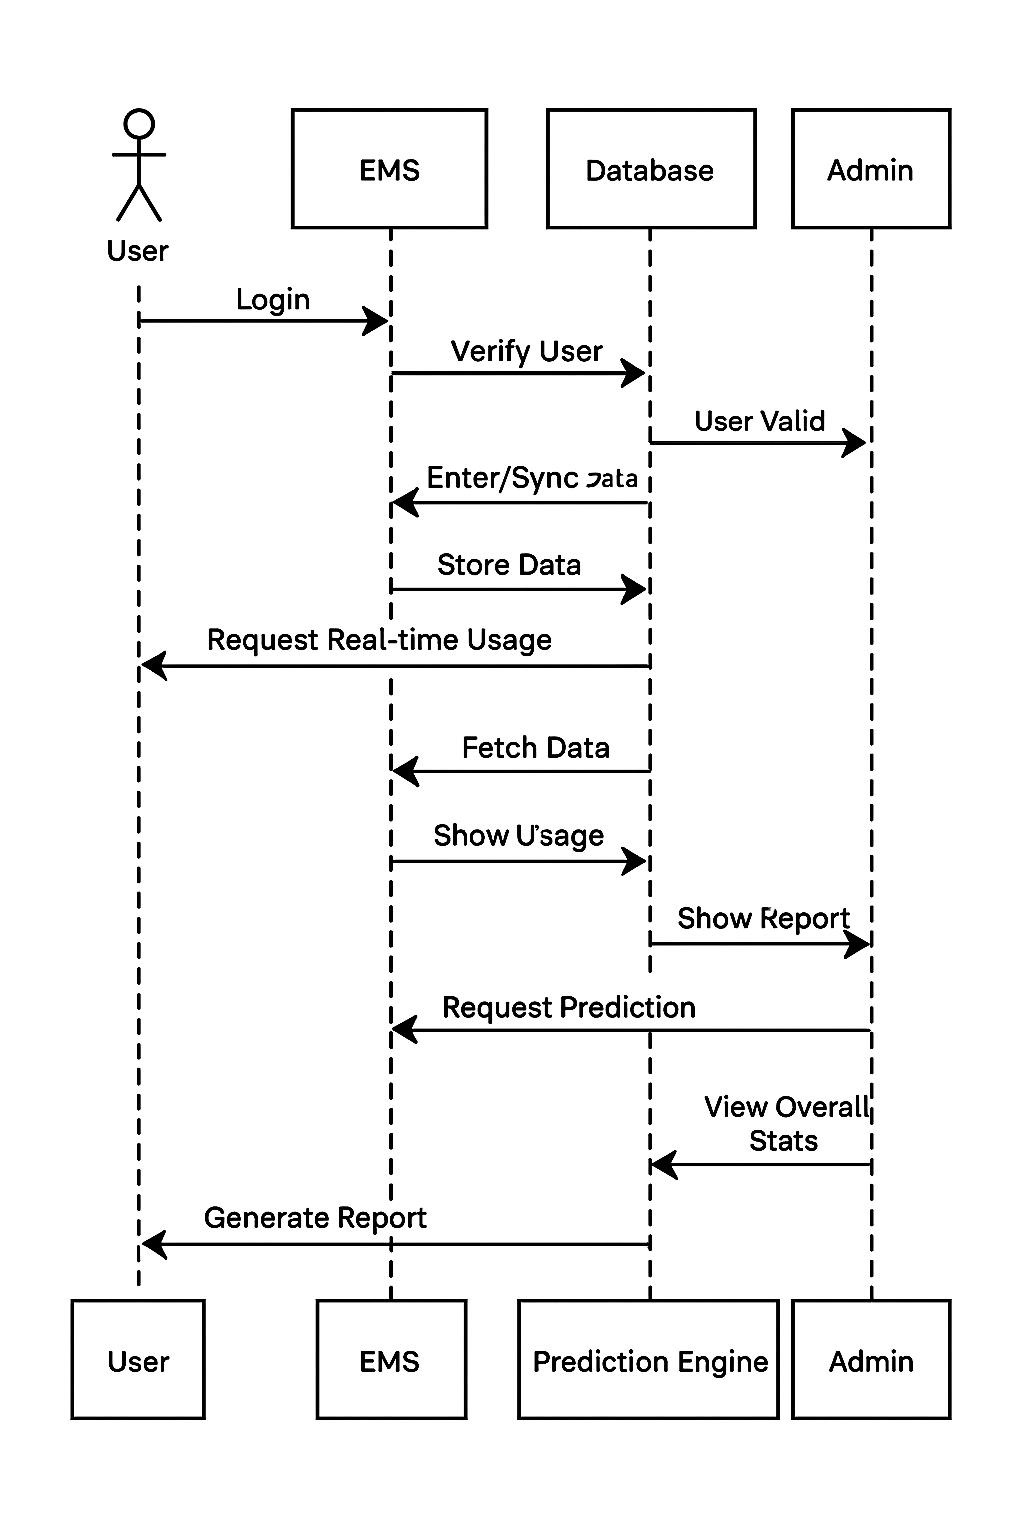 EMS
Database
Admin
User
Login
Verify User
User Valid
Enter/Sync
Store Data
Request Real-time Usage
Fetch Data
Show Usage
Show Report
Request Prediction
View Overall
Stats
Generate Report
User
EMS
Prediction Engine
Admin